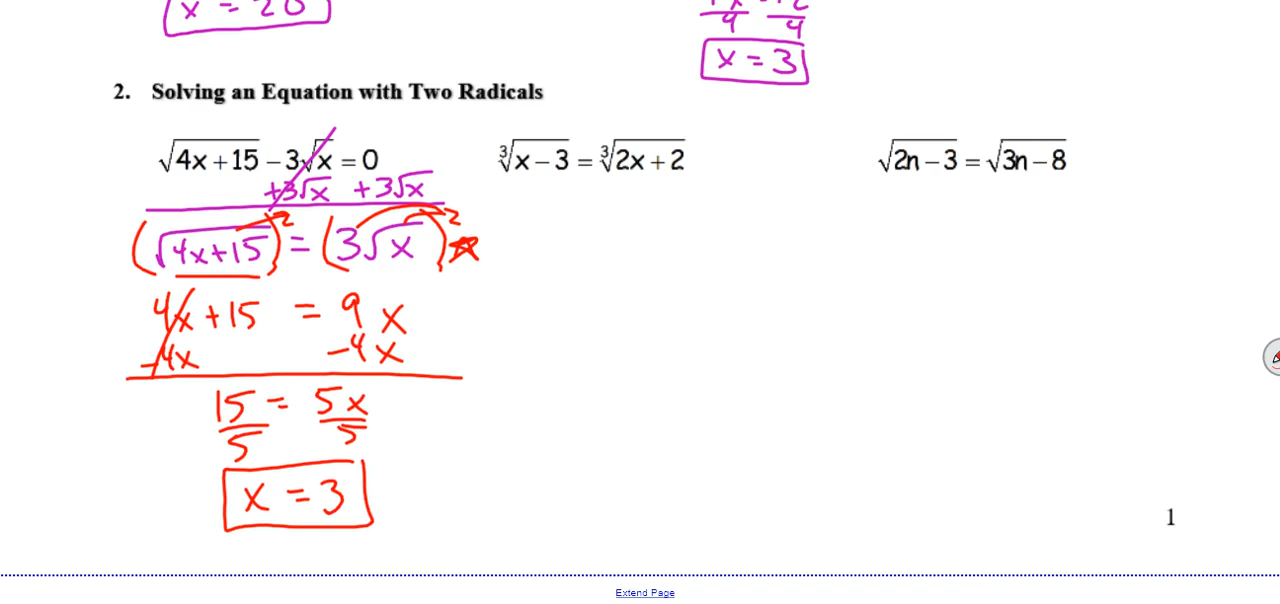 x = 20
x = 3
2. Solving an Equation with Two Radicals
√(4x + 15) − 3√x = 0
+3√x +3√x
(√(4x+15))² = (3√x)²
4x + 15 = 9x
−4x −4x
15/5 = 5x/5
x = 3
∛(x − 3) = ∛(2x + 2)
√(2n − 3) = √(3n − 8)
1
Extend Page